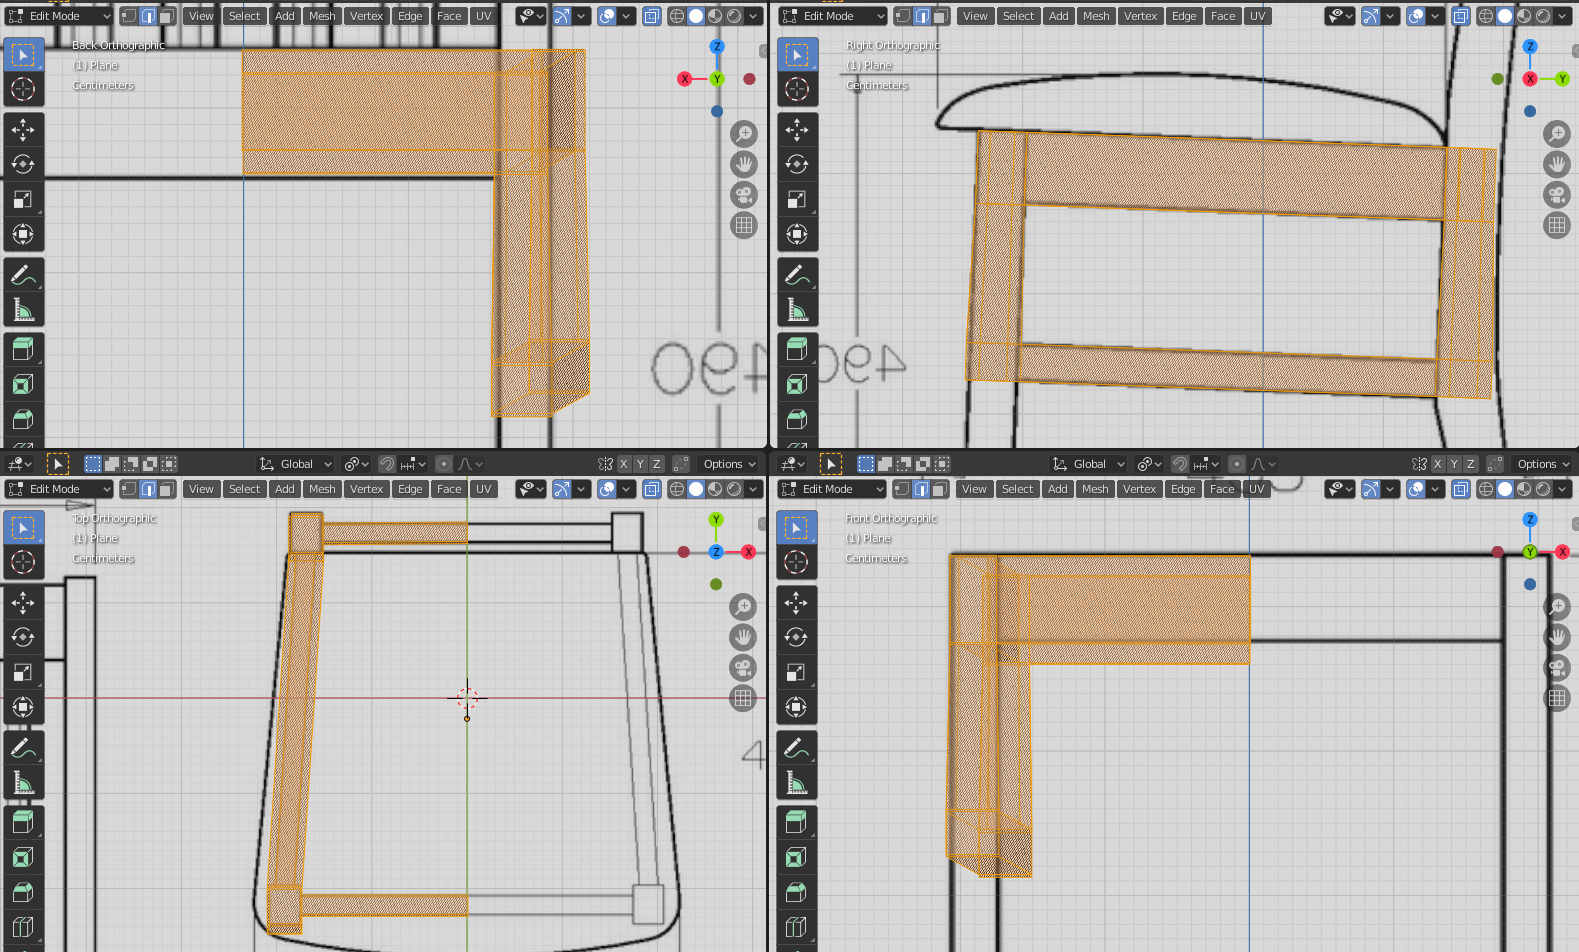 Edit Mode View Select Add Mesh Vertex Edge Face UV
Back Orthographic
(1) Plane
Centimeters
Z
X
Y
Edit Mode View Select Add Mesh Vertex Edge Face UV
Right Orthographic
(1) Plane
Centimeters
Z
X
Y
490
490
Global X Y Z Options
Edit Mode View Select Add Mesh Vertex Edge Face UV
Top Orthographic
(1) Plane
Centimeters
Y
Z
X
4
Global X Y Z Options
Edit Mode View Select Add Mesh Vertex Edge Face UV
Front Orthographic
(1) Plane
Centimeters
Z
Y
X